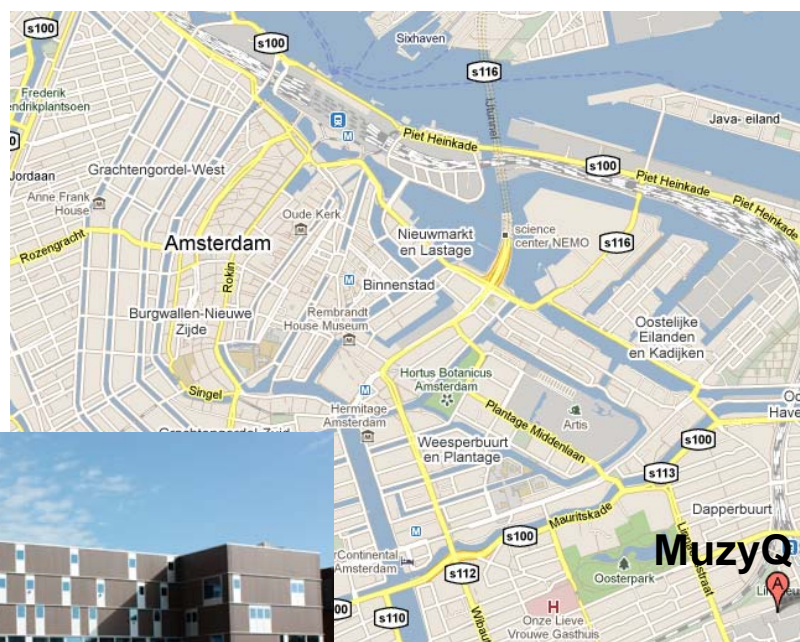 s100
s100
Sixhaven
s116
IJtunnel
Frederik
endrikplantsoen
Java- eiland
Piet Heinkade
M
Jordaan
Grachtengordel-West
s100
Piet Heinkade
Piet Heinkade
Anne Frank
House
Oude Kerk
Rozengracht
Amsterdam
Nieuwmarkt
en Lastage
science
center NEMO
s116
Rokin
M
Binnenstad
Burgwallen-Nieuwe
Zijde
Rembrandt
House Museum
Oostelijke
Eilanden
en Kadijken
Hortus Botanicus
Amsterdam
Singel
M
Hermitage
Amsterdam
Plantage Middenlaan
Artis
Weesperbuurt
en Plantage
s100
s113
Dapperbuurt
M
Mauritskade
s100
Continental
Amsterdam
s112
Oosterpark
MuzyQ
A
H
Onze Lieve
Vrouwe Gasthuis
s110